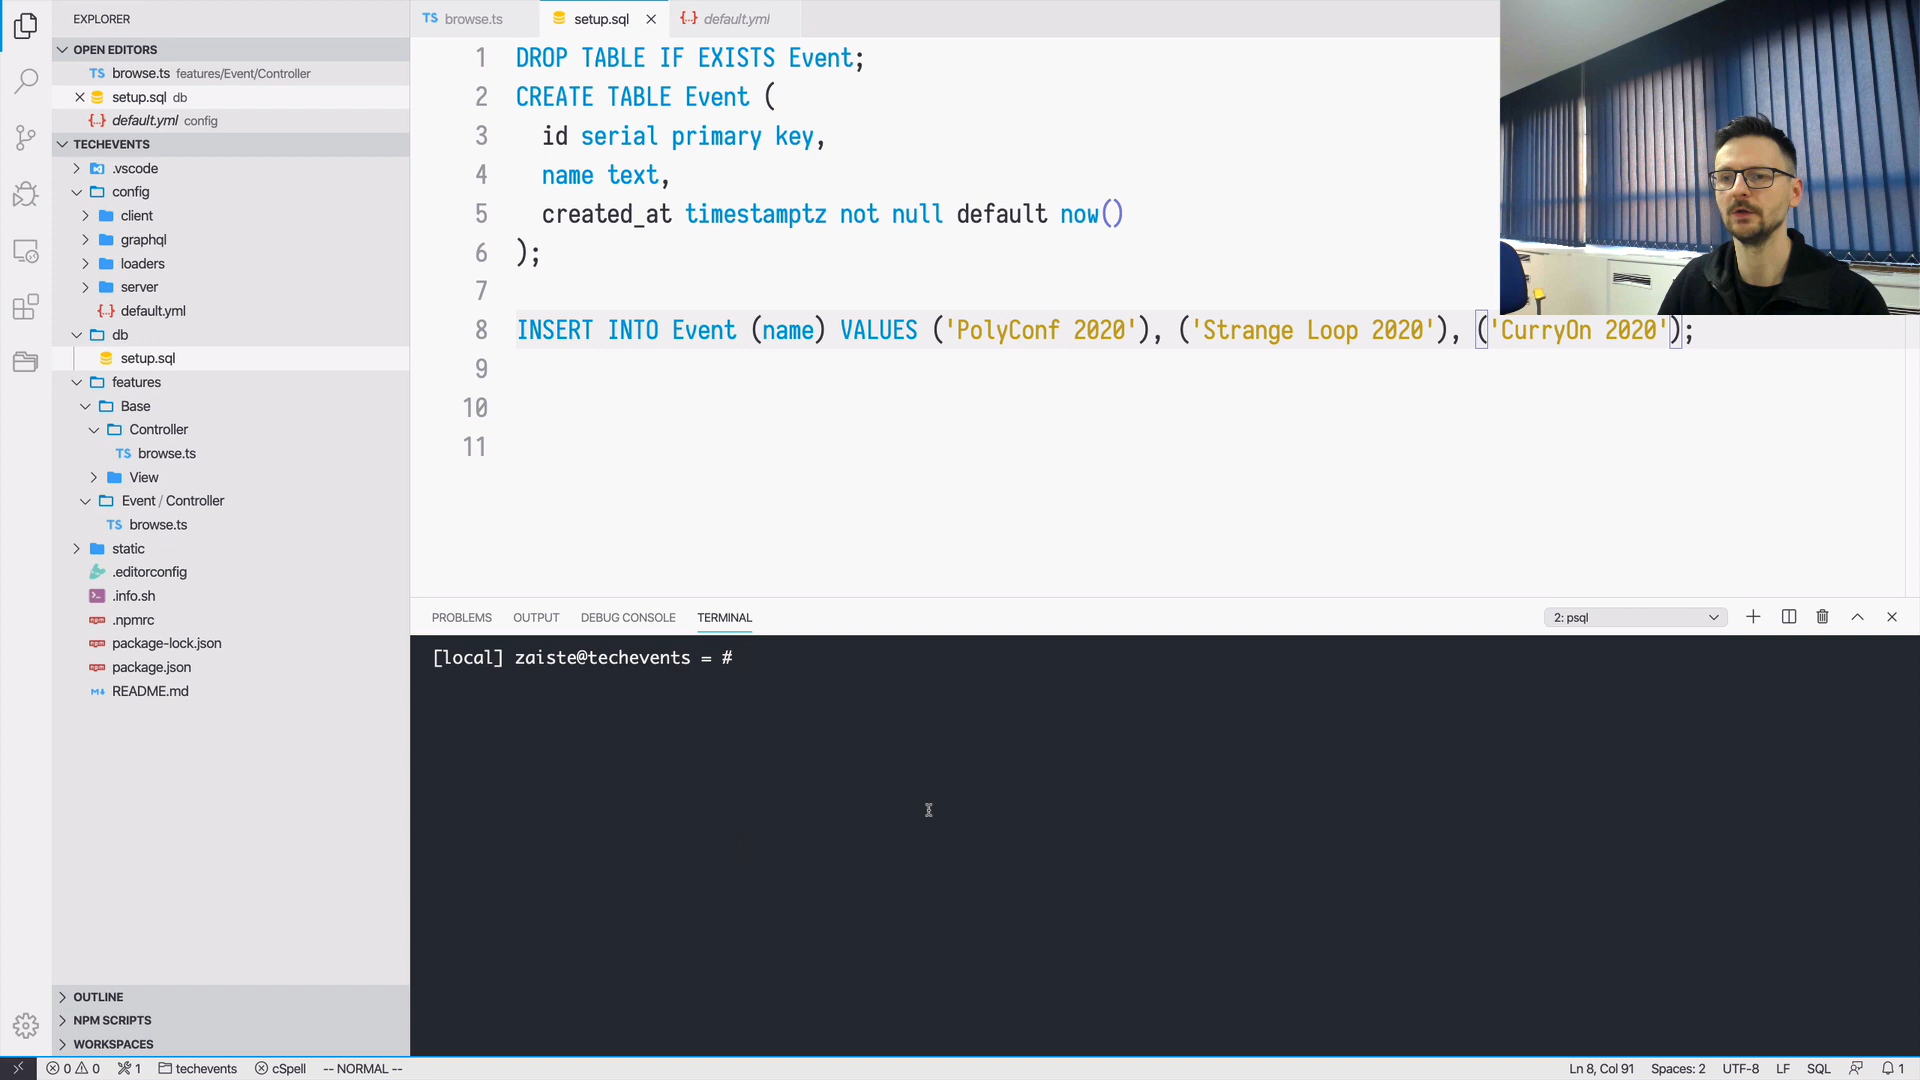 EXPLORER
OPEN EDITORS
TS browse.ts features/Event/Controller
setup.sql db
{··} default.yml config
TECHEVENTS
.vscode
config
client
graphql
loaders
server
{··} default.yml
db
setup.sql
features
Base
Controller
TS browse.ts
View
Event / Controller
TS browse.ts
static
.editorconfig
.info.sh
.npmrc
package-lock.json
package.json
README.md
OUTLINE
NPM SCRIPTS
WORKSPACES
TS browse.ts
setup.sql
{··} default.yml
1 DROP TABLE IF EXISTS Event;
2 CREATE TABLE Event (
3 id serial primary key,
4 name text,
5 created_at timestamptz not null default now()
6 );
7
8 INSERT INTO Event (name) VALUES ('PolyConf 2020'), ('Strange Loop 2020'), ('CurryOn 2020');
9
10
11
PROBLEMS OUTPUT DEBUG CONSOLE TERMINAL 2: psql
[local] zaiste@techevents = #
0 0 1 techevents cSpell -- NORMAL -- Ln 8, Col 91 Spaces: 2 UTF-8 LF SQL 1